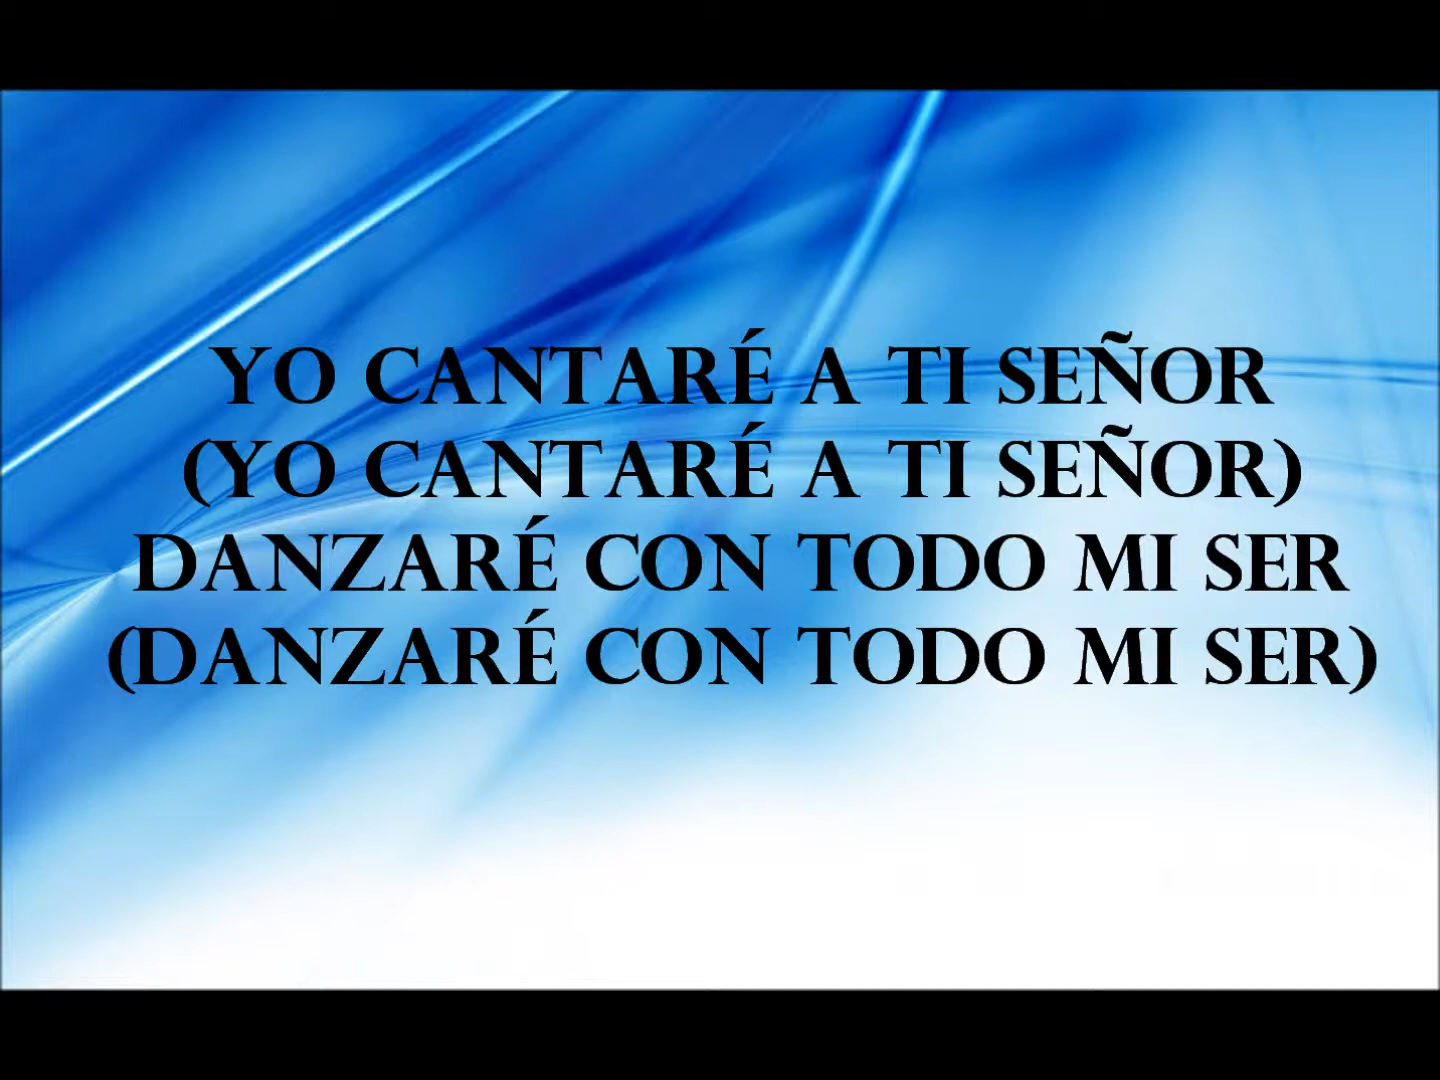 YO CANTARÉ A TI SEÑOR
(YO CANTARÉ A TI SEÑOR)
DANZARÉ CON TODO MI SER
(DANZARÉ CON TODO MI SER)